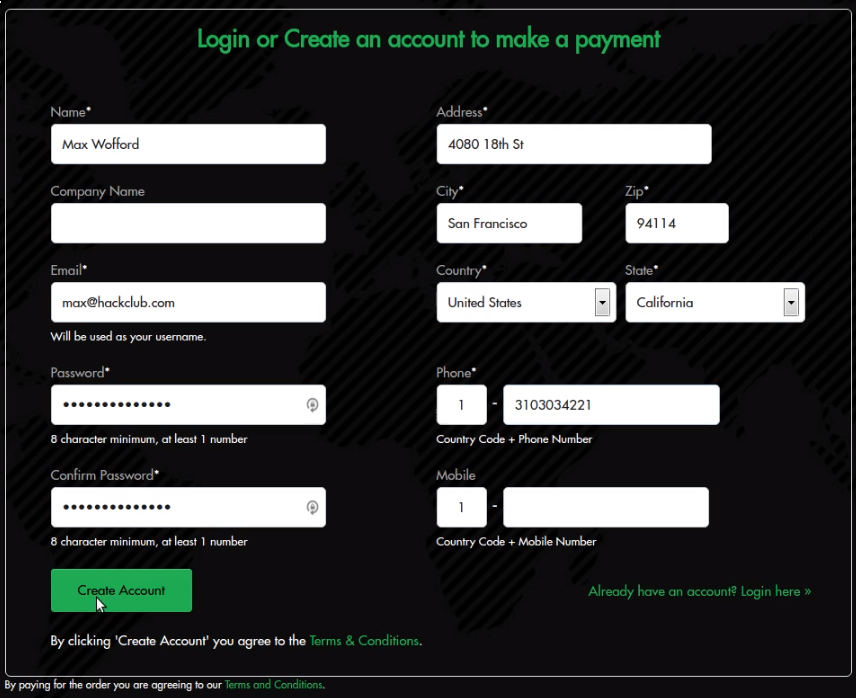 Login or Create an account to make a payment
Name*
Max Wofford
Company Name
Email*
max@hackclub.com
Will be used as your username.
Password*
••••••••••••••
8 character minimum, at least 1 number
Confirm Password*
••••••••••••••
8 character minimum, at least 1 number
Address*
4080 18th St
City* Zip*
San Francisco 94114
Country* State*
United States California
Phone*
1 - 3103034221
Country Code + Phone Number
Mobile
1 -
Country Code + Mobile Number
Create Account
Already have an account? Login here »
By clicking 'Create Account' you agree to the Terms & Conditions.
By paying for the order you are agreeing to our Terms and Conditions.